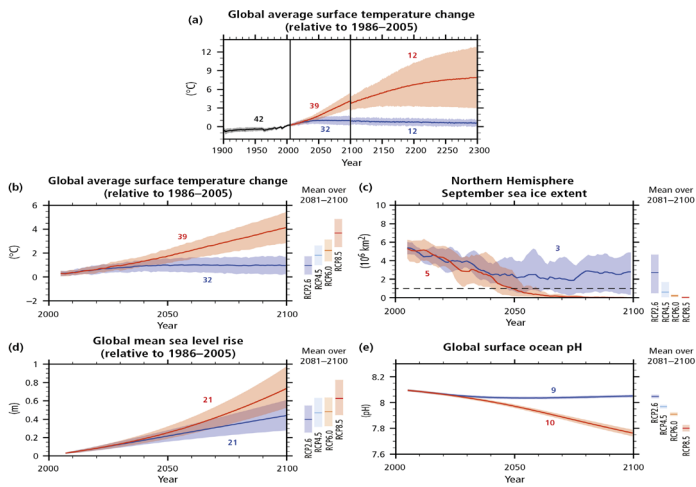 (a)
Global average surface temperature change
(relative to 1986–2005)
12
9
6
3
0
(°C)
42
39
32
12
12
1900 1950 2000 2050 2100 2150 2200 2250 2300
Year
(b)
Global average surface temperature change
(relative to 1986–2005)
Mean over
2081–2100
6
4
2
0
−2
(°C)
39
32
2000 2050 2100
Year
RCP2.6
RCP4.5
RCP6.0
RCP8.5
(c)
Northern Hemisphere
September sea ice extent
Mean over
2081–2100
10
8
6
4
2
0
(10⁶ km²)
3
5
2000 2050 2100
Year
RCP2.6
RCP4.5
RCP6.0
RCP8.5
(d)
Global mean sea level rise
(relative to 1986–2005)
Mean over
2081–2100
1
0.8
0.6
0.4
0.2
0
(m)
21
21
2000 2050 2100
Year
RCP2.6
RCP4.5
RCP6.0
RCP8.5
(e)
Global surface ocean pH
Mean over
2081–2100
8.2
8.0
7.8
7.6
(pH)
9
10
2000 2050 2100
Year
RCP2.6
RCP4.5
RCP6.0
RCP8.5